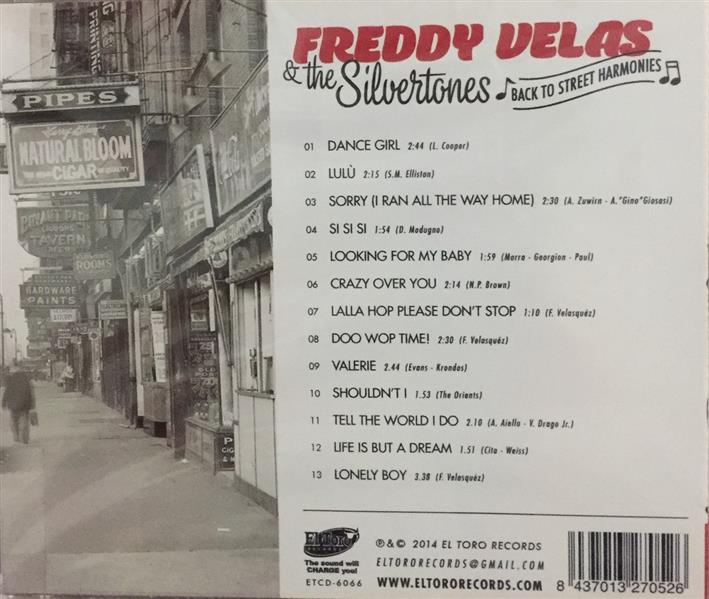 PRINTING
PIPES
NATURAL BLOOM
CIGAR
TAVERN
ROOMS
HARDWARE
PAINTS
FREDDY VELAS
& the Silvertones
BACK TO STREET HARMONIES
01 DANCE GIRL 2:44 (L. Cooper)
02 LULÙ 2:15 (S.M. Elliston)
03 SORRY (I RAN ALL THE WAY HOME) 2:30 (A. Zuwirn - A."Gino"Giosasi)
04 SI SI SI 1:54 (D. Modugno)
05 LOOKING FOR MY BABY 1:59 (Morra - Georgion - Paul)
06 CRAZY OVER YOU 2:14 (N.P. Brown)
07 LALLA HOP PLEASE DON'T STOP 1:10 (F. Velasquéz)
08 DOO WOP TIME! 2:30 (F. Velasquéz)
09 VALERIE 2.44 (Evans - Krondas)
10 SHOULDN'T I 1.53 (The Orients)
11 TELL THE WORLD I DO 2.10 (A. Aiello - V. Drago Jr.)
12 LIFE IS BUT A DREAM 1.51 (Cita - Weiss)
13 LONELY BOY 3.38 (F. Velasquéz)
El Toro
RECORDS
The sound will
CHARGE you!
ETCD-6066
℗&© 2014 EL TORO RECORDS
ELTORORECORDS@GMAIL.COM
WWW.ELTORORECORDS.COM
8 437013 270526